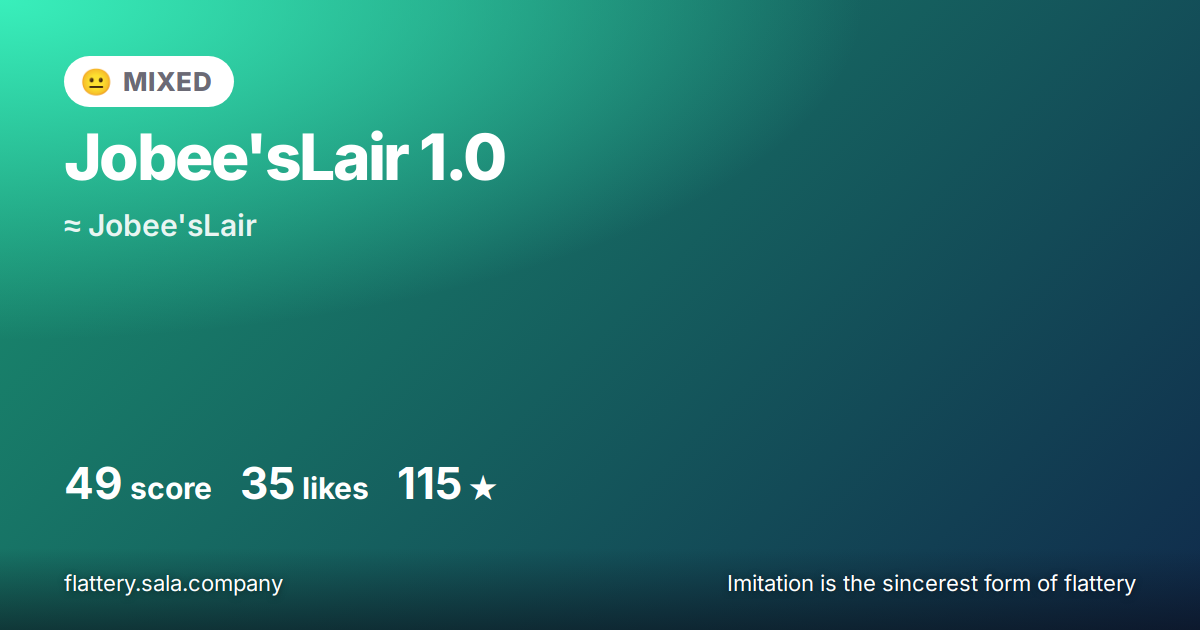 😐 MIXED
Jobee'sLair 1.0
≈ Jobee'sLair
49 score 35 likes 115 ★
flattery.sala.company
Imitation is the sincerest form of flattery